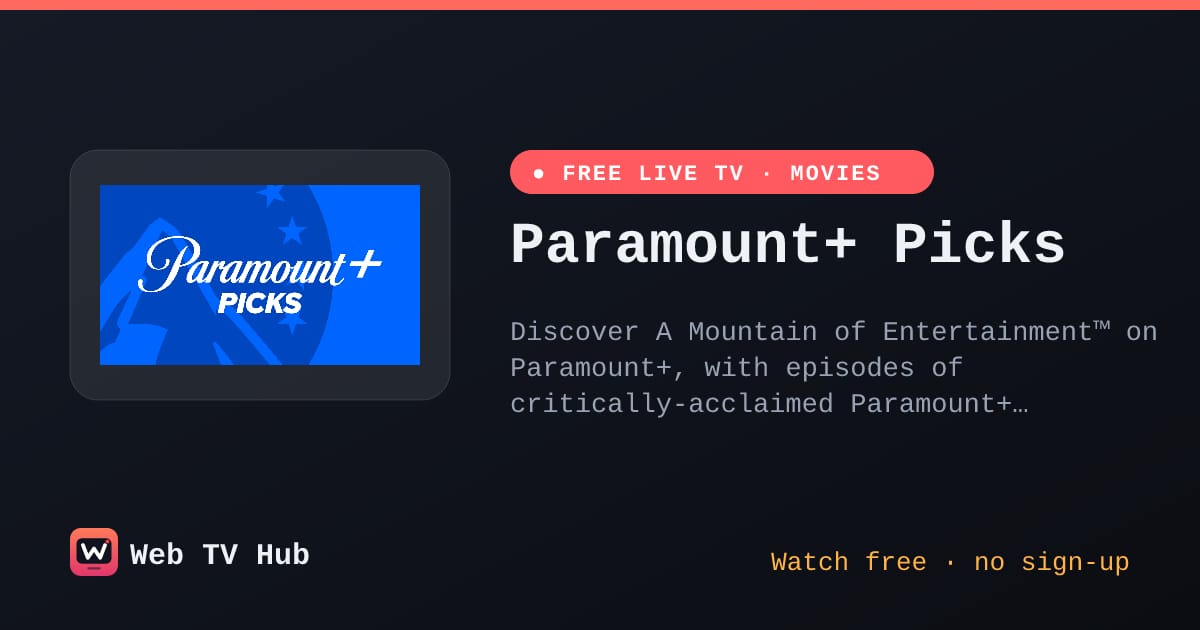 Paramount+
PICKS
● FREE LIVE TV · MOVIES
Paramount+ Picks
Discover A Mountain of Entertainment™ on
Paramount+, with episodes of
critically-acclaimed Paramount+…
W
Web TV Hub
Watch free · no sign-up